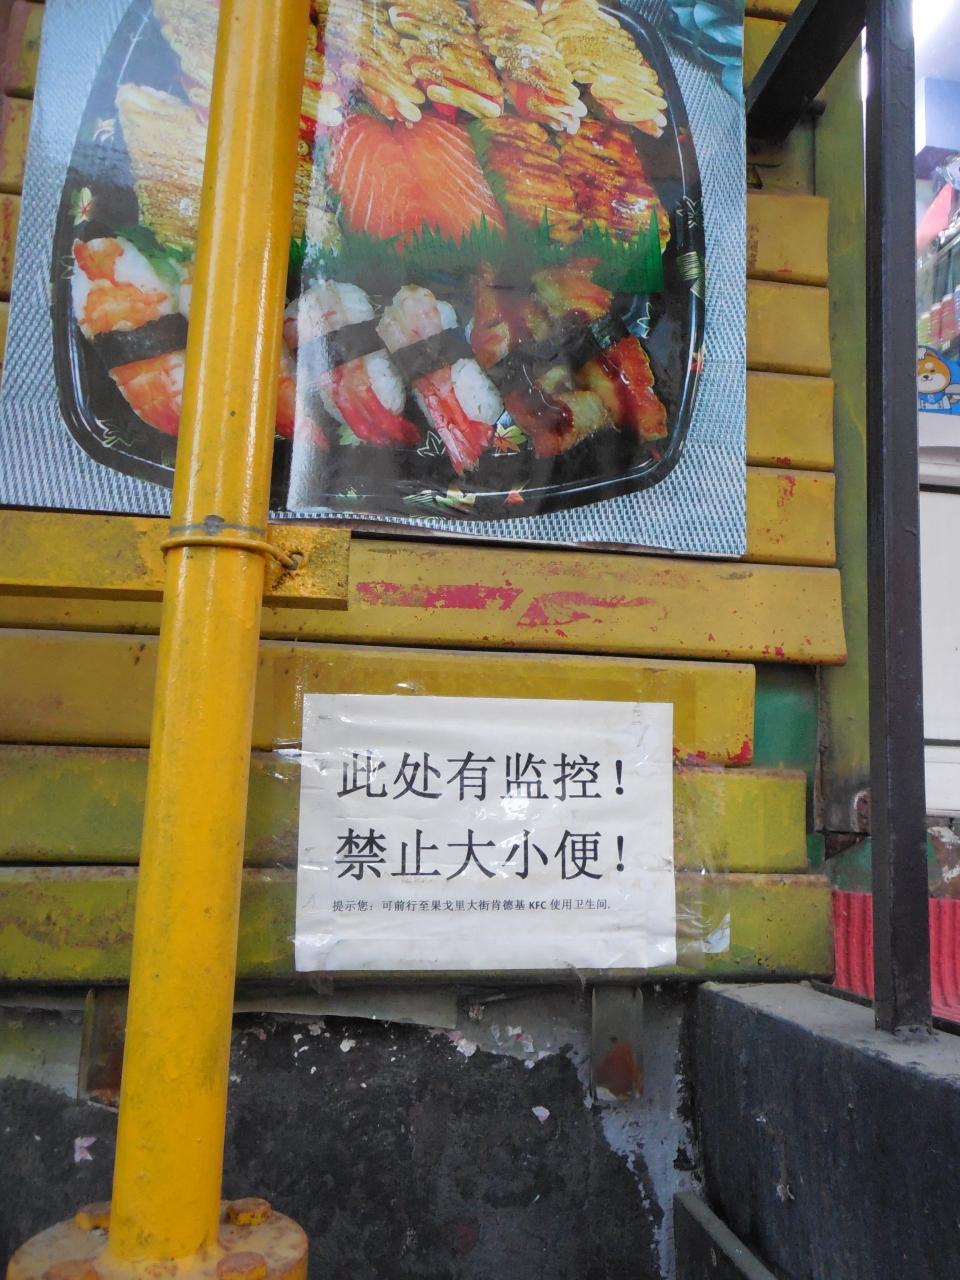 此处有监控！
禁止大小便！
提示您：可前行至果戈里大街肯德基 KFC 使用卫生间.